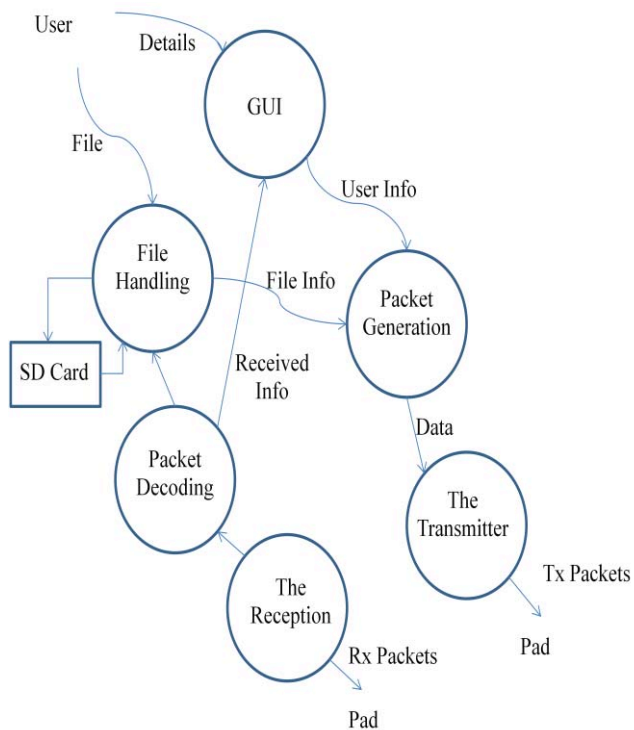 User
Details
GUI
File
User Info
File
Handling
File Info
Packet
Generation
SD Card
Received
Info
Data
Packet
Decoding
The
Transmitter
Tx Packets
The
Reception
Pad
Rx Packets
Pad